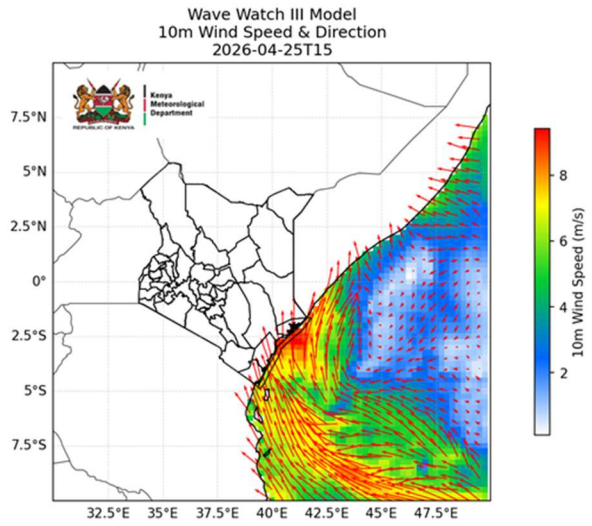 Wave Watch III Model
10m Wind Speed & Direction
2026-04-25T15
Kenya
Meteorological
Department
REPUBLIC OF KENYA
7.5°N
5°N
2.5°N
0°
2.5°S
5°S
7.5°S
32.5°E 35°E 37.5°E 40°E 42.5°E 45°E 47.5°E
8
6
4
2
10m Wind Speed (m/s)